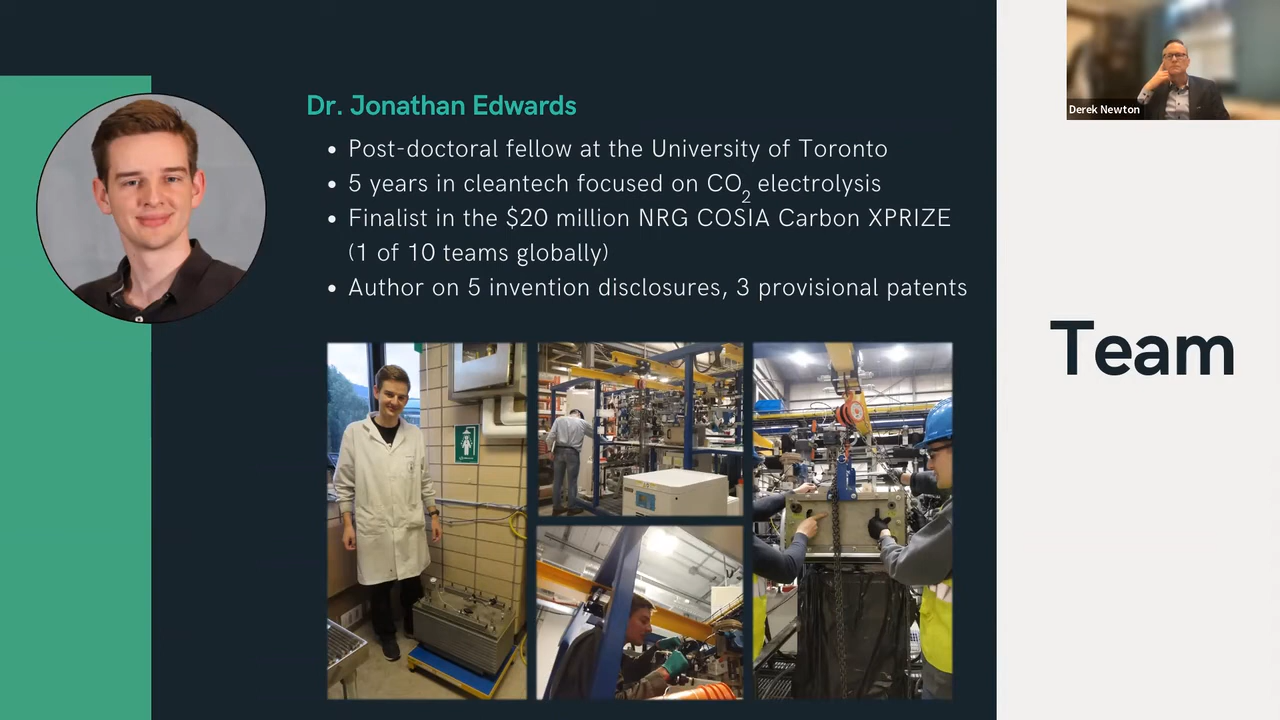 Dr. Jonathan Edwards
• Post-doctoral fellow at the University of Toronto
• 5 years in cleantech focused on CO₂ electrolysis
• Finalist in the $20 million NRG COSIA Carbon XPRIZE
(1 of 10 teams globally)
• Author on 5 invention disclosures, 3 provisional patents
Team
Derek Newton